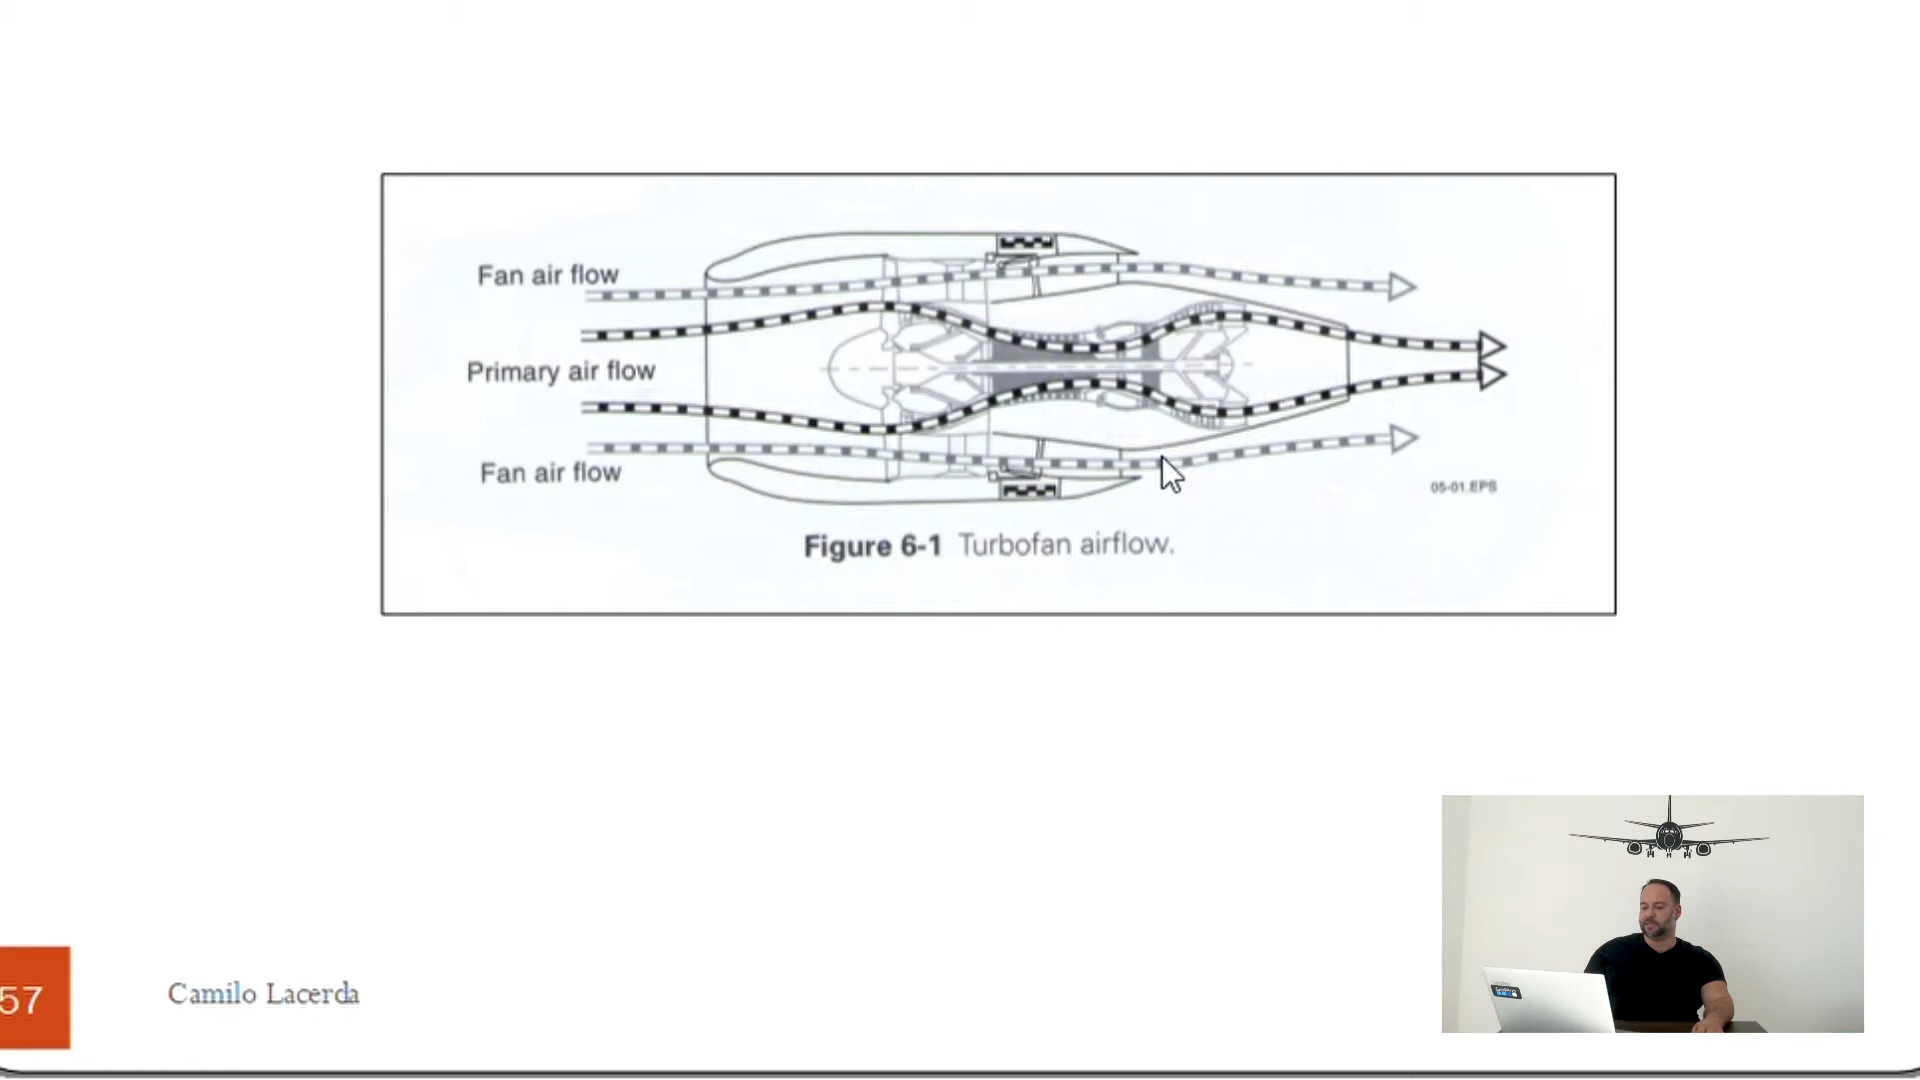 Fan air flow
Primary air flow
Fan air flow
05-01.EPS
Figure 6-1 Turbofan airflow.
57
Camilo Lacerda